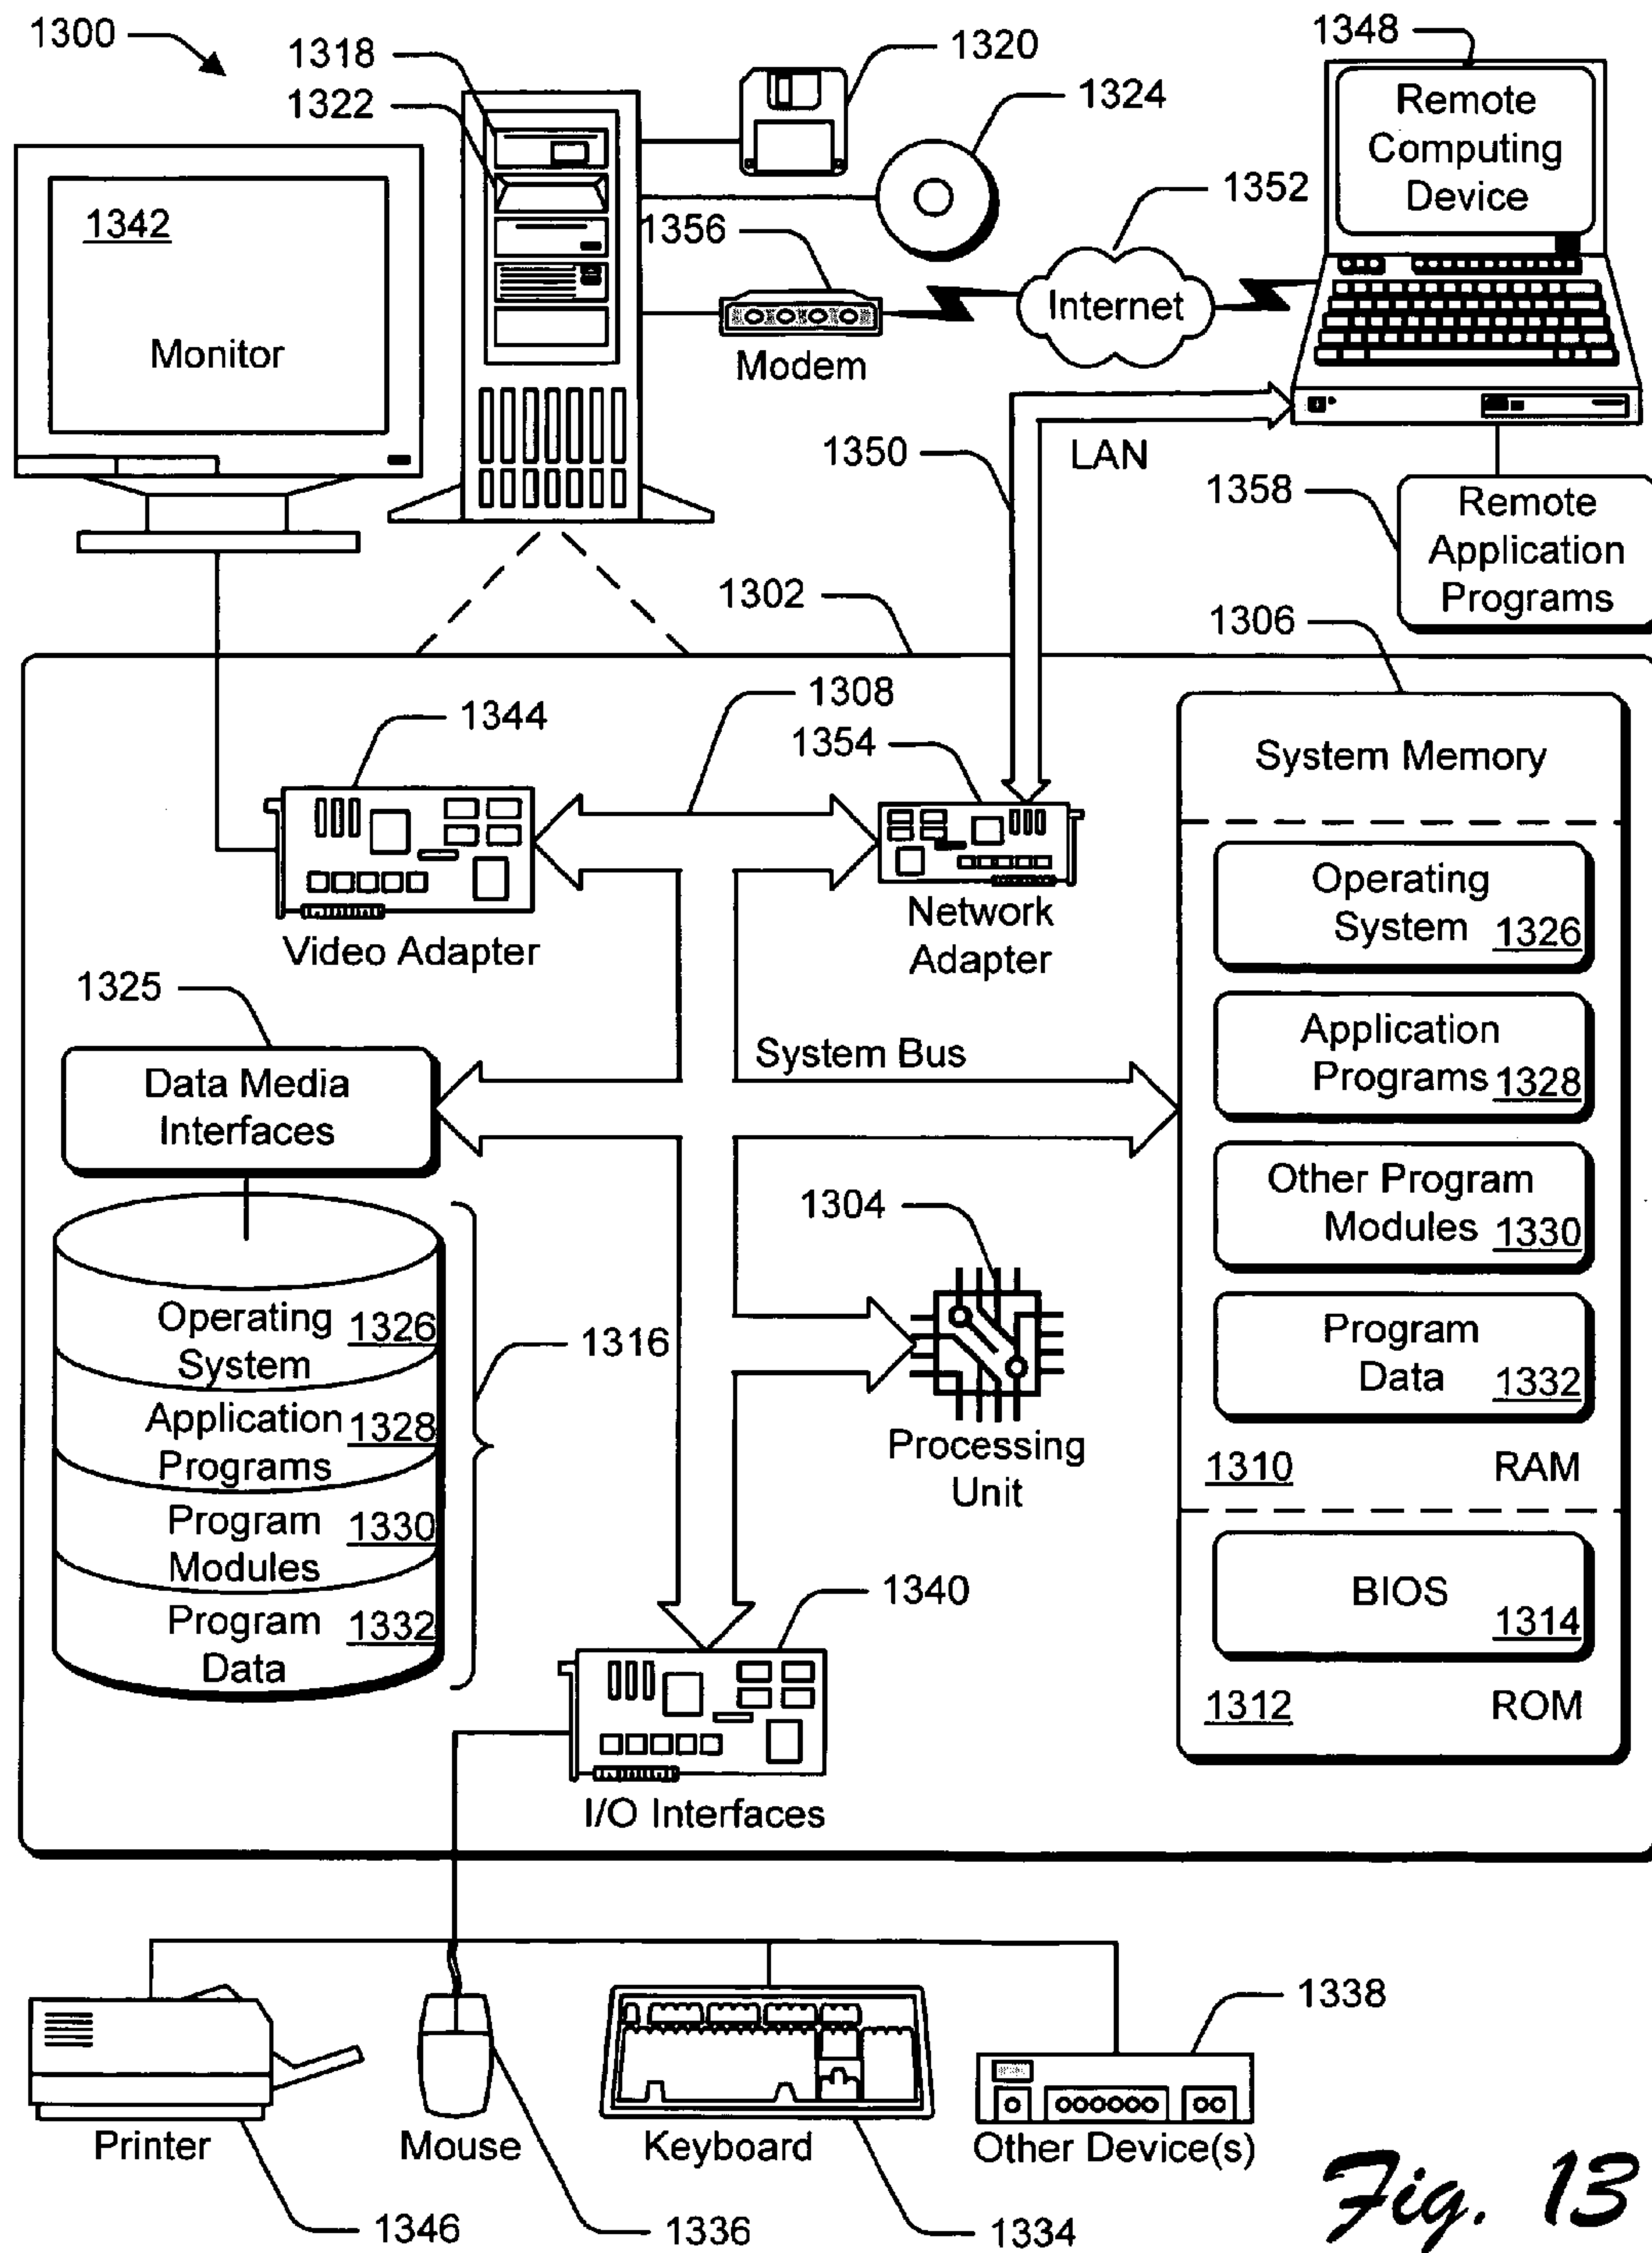 1300
1318
1322
1320
1324
1348
Remote
Computing
Device
1352
1342
Monitor
1356
Modem
Internet
1350
LAN
1358
Remote
Application
Programs
1302
1306
1308
1344
1354
Video Adapter
Network
Adapter
System Memory
Operating
System 1326
Application
Programs 1328
Other Program
Modules 1330
Program
Data 1332
1310 RAM
BIOS
1314
1312 ROM
1325
Data Media
Interfaces
System Bus
1304
Processing
Unit
Operating 1326
System
Application 1328
Programs
Program 1330
Modules
Program 1332
Data
1316
1340
I/O Interfaces
1338
Printer
Mouse
Keyboard
Other Device(s)
1346
1336
1334
Fig. 13